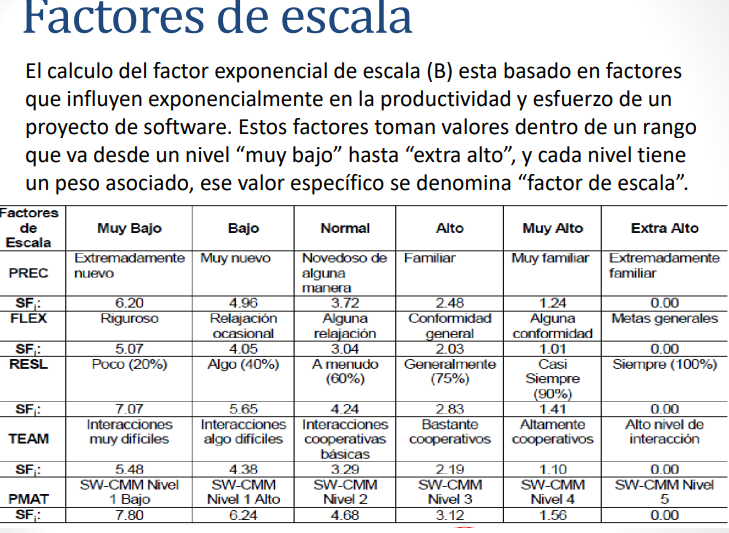 Factores de escala
El calculo del factor exponencial de escala (B) esta basado en factores
que influyen exponencialmente en la productividad y esfuerzo de un
proyecto de software. Estos factores toman valores dentro de un rango
que va desde un nivel “muy bajo” hasta “extra alto”, y cada nivel tiene
un peso asociado, ese valor específico se denomina “factor de escala”.
Factores de Escala Muy Bajo Bajo Normal Alto Muy Alto Extra Alto
PREC Extremadamente nuevo Muy nuevo Novedoso de alguna manera Familiar Muy familiar Extremadamente familiar
SFj: 6.20 4.96 3.72 2.48 1.24 0.00
FLEX Riguroso Relajación ocasional Alguna relajación Conformidad general Alguna conformidad Metas generales
SFj: 5.07 4.05 3.04 2.03 1.01 0.00
RESL Poco (20%) Algo (40%) A menudo (60%) Generalmente (75%) Casi Siempre (90%) Siempre (100%)
SFj: 7.07 5.65 4.24 2.83 1.41 0.00
TEAM Interacciones muy difíciles Interacciones algo difíciles Interacciones cooperativas básicas Bastante cooperativos Altamente cooperativos Alto nivel de interacción
SFj: 5.48 4.38 3.29 2.19 1.10 0.00
PMAT SW-CMM Nivel 1 Bajo SW-CMM Nivel 1 Alto SW-CMM Nivel 2 SW-CMM Nivel 3 SW-CMM Nivel 4 SW-CMM Nivel 5
SFj: 7.80 6.24 4.68 3.12 1.56 0.00